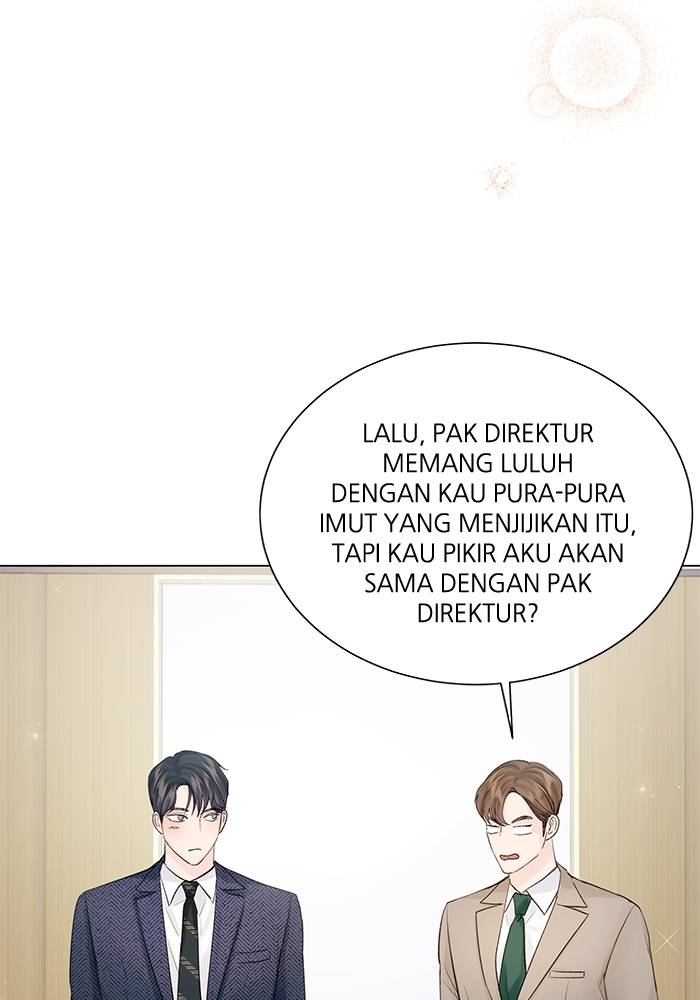 LALU, PAK DIREKTUR
MEMANG LULUH
DENGAN KAU PURA-PURA
IMUT YANG MENJIJIKAN ITU,
TAPI KAU PIKIR AKU AKAN
SAMA DENGAN PAK
DIREKTUR?